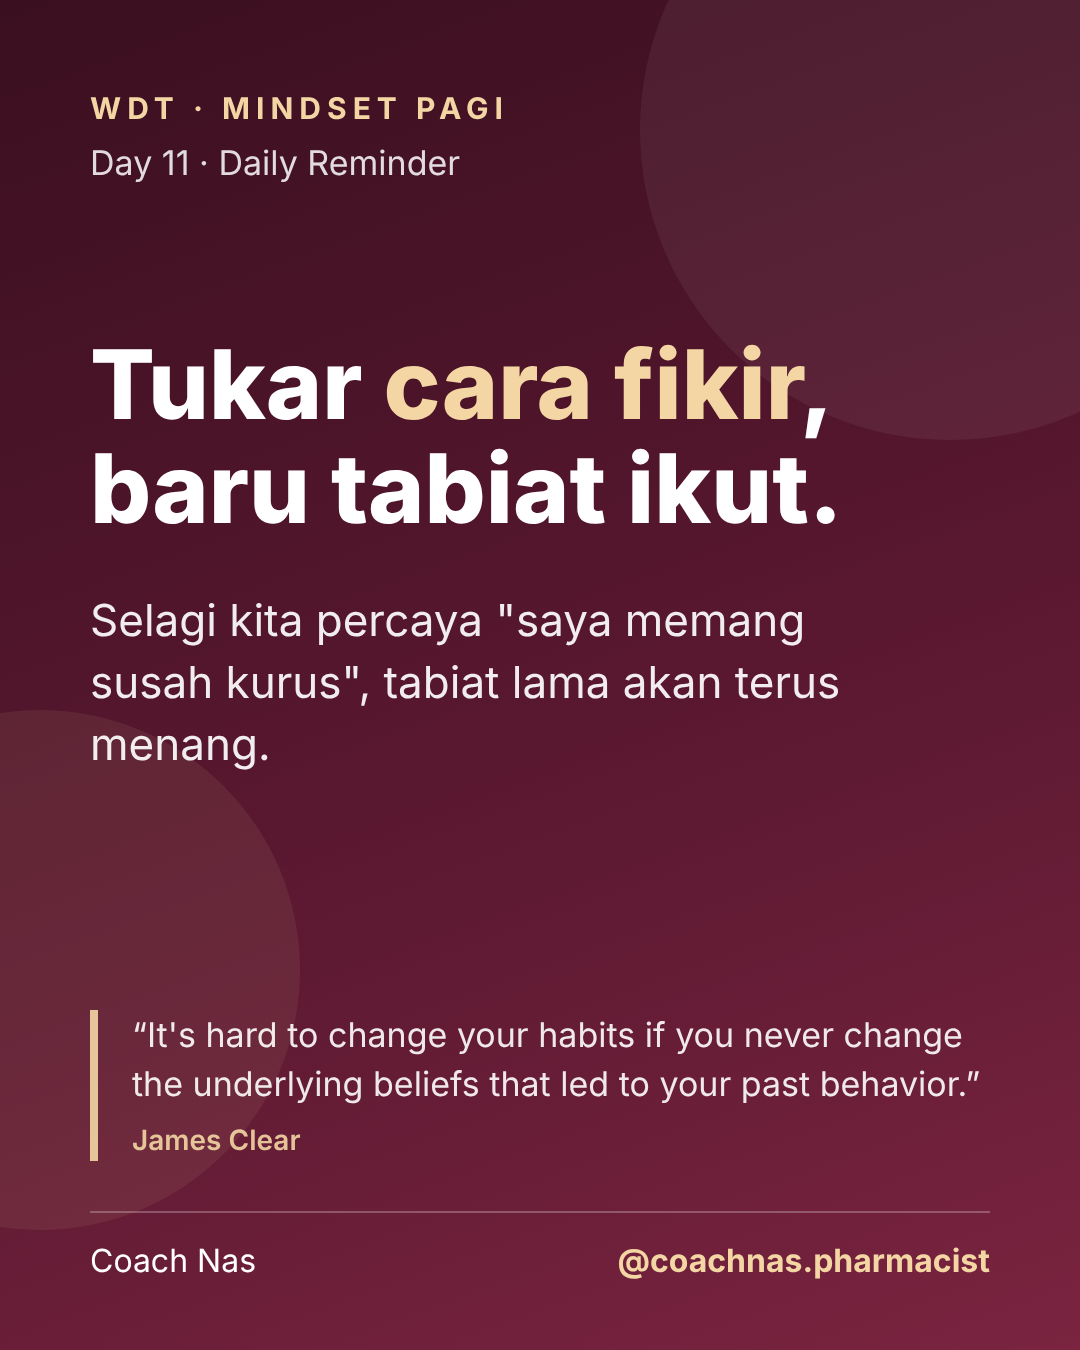 WDT · MINDSET PAGI
Day 11 · Daily Reminder
Tukar cara fikir,
baru tabiat ikut.
Selagi kita percaya "saya memang
susah kurus", tabiat lama akan terus
menang.
“It's hard to change your habits if you never change
the underlying beliefs that led to your past behavior.”
James Clear
Coach Nas
@coachnas.pharmacist